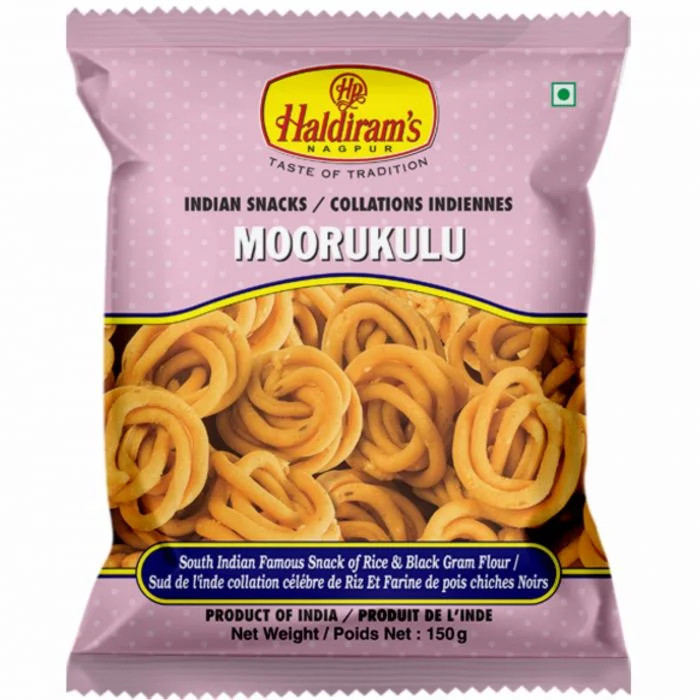 HR
Haldiram's
NAGPUR
TASTE OF TRADITION
INDIAN SNACKS / COLLATIONS INDIENNES
MOORUKULU
South Indian Famous Snack of Rice & Black Gram Flour /
Sud de l'inde collation célébre de Riz Et Farine de pois chiches Noirs
PRODUCT OF INDIA / PRODUIT DE L'INDE
Net Weight / Poids Net : 150g